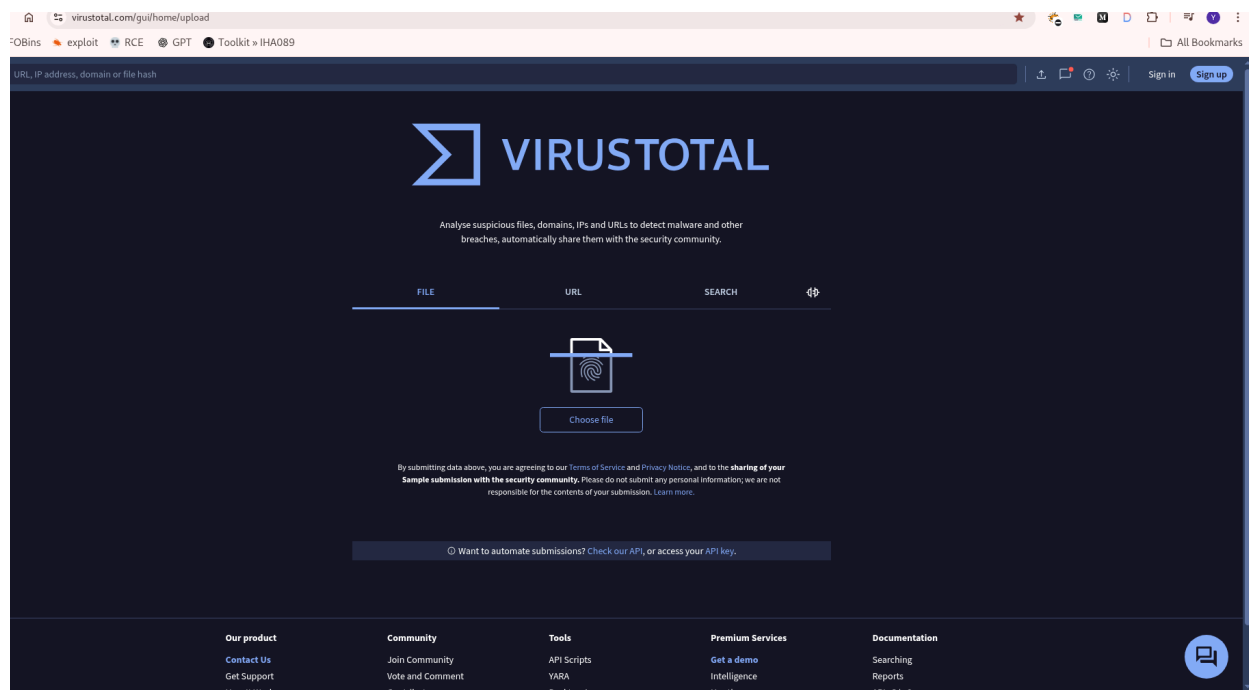 virustotal.com/gui/home/upload
FOBins exploit RCE GPT Toolkit » IHA089 All Bookmarks
URL, IP address, domain or file hash
Sign in Sign up
VIRUSTOTAL
Analyse suspicious files, domains, IPs and URLs to detect malware and other
breaches, automatically share them with the security community.
FILE URL SEARCH
Choose file
By submitting data above, you are agreeing to our Terms of Service and Privacy Notice, and to the sharing of your
Sample submission with the security community. Please do not submit any personal information; we are not
responsible for the contents of your submission. Learn more.
Want to automate submissions? Check our API, or access your API key.
Our product Community Tools Premium Services Documentation
Contact Us Join Community API Scripts Get a demo Searching
Get Support Vote and Comment YARA Intelligence Reports